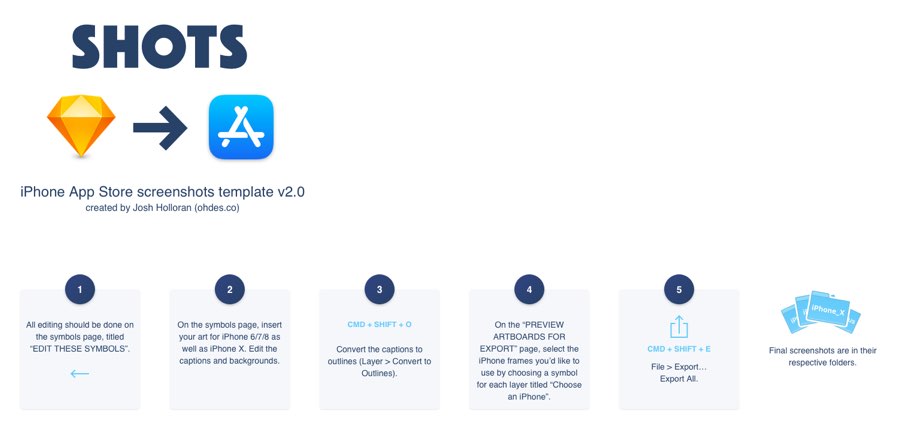 SHOTS
iPhone App Store screenshots template v2.0
created by Josh Holloran (ohdes.co)
1
All editing should be done on
the symbols page, titled
“EDIT THESE SYMBOLS”.
2
On the symbols page, insert
your art for iPhone 6/7/8 as
well as iPhone X. Edit the
captions and backgrounds.
3
CMD + SHIFT + O
Convert the captions to
outlines (Layer > Convert to
Outlines).
4
On the “PREVIEW
ARTBOARDS FOR
EXPORT” page, select the
iPhone frames you’d like to
use by choosing a symbol
for each layer titled “Choose
an iPhone”.
5
CMD + SHIFT + E
File > Export…
Export All.
iPhone_X
Final screenshots are in their
respective folders.